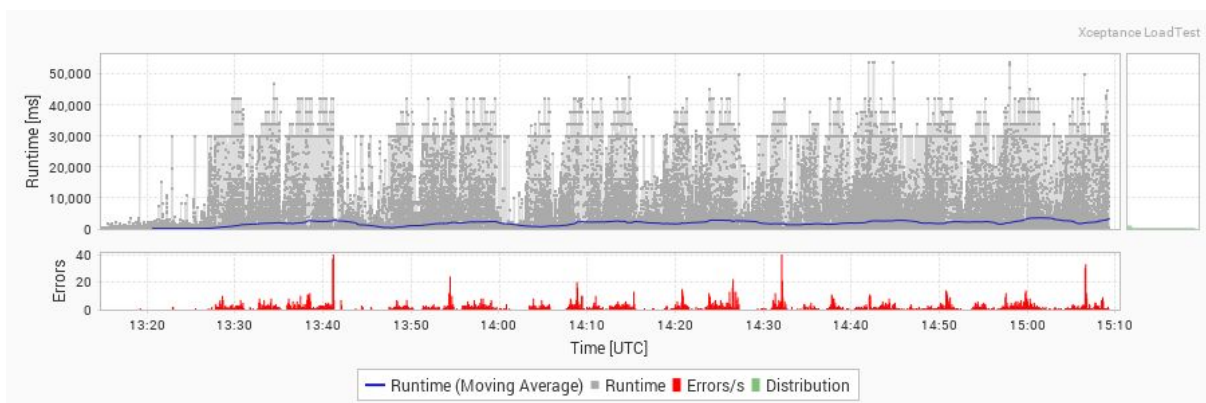 Xceptance LoadTest
Runtime [ms]
50,000
40,000
30,000
20,000
10,000
0
Errors
40
20
0
13:20 13:30 13:40 13:50 14:00 14:10 14:20 14:30 14:40 14:50 15:00 15:10
Time [UTC]
Runtime (Moving Average) Runtime Errors/s Distribution